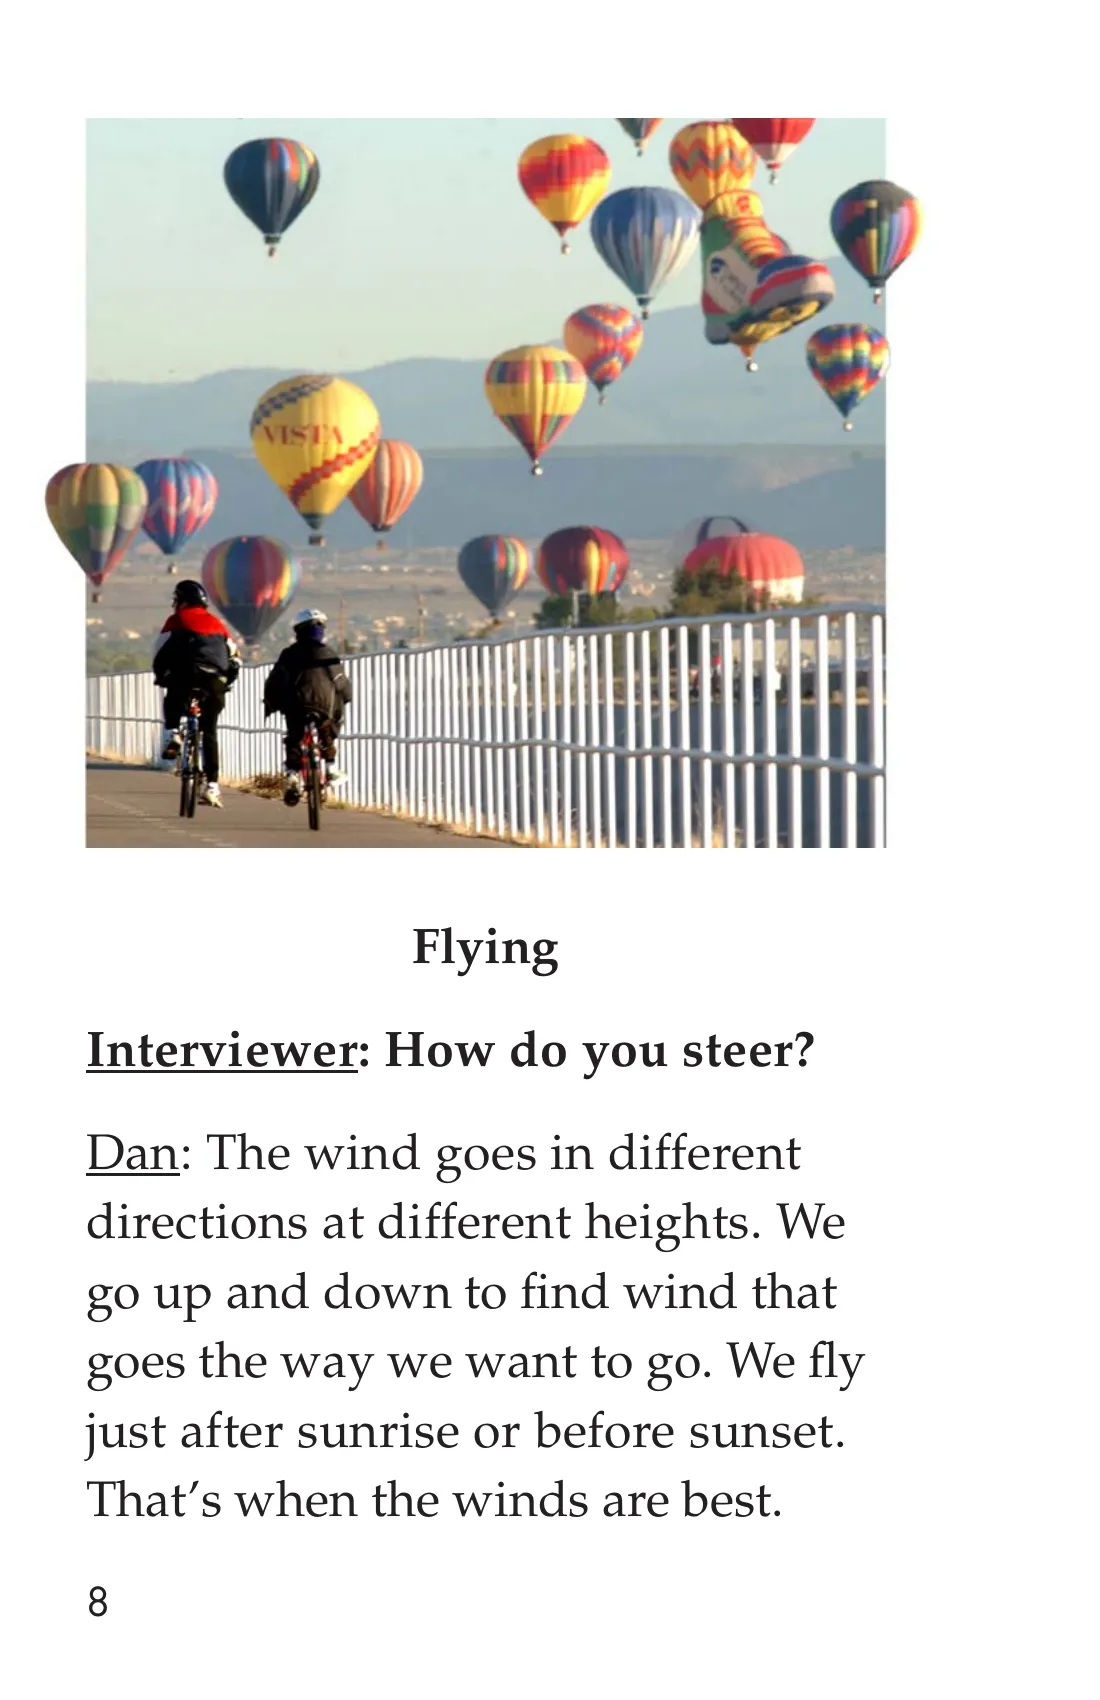 VISTA
Flying
Interviewer: How do you steer?
Dan: The wind goes in different
directions at different heights. We
go up and down to find wind that
goes the way we want to go. We fly
just after sunrise or before sunset.
That’s when the winds are best.
8